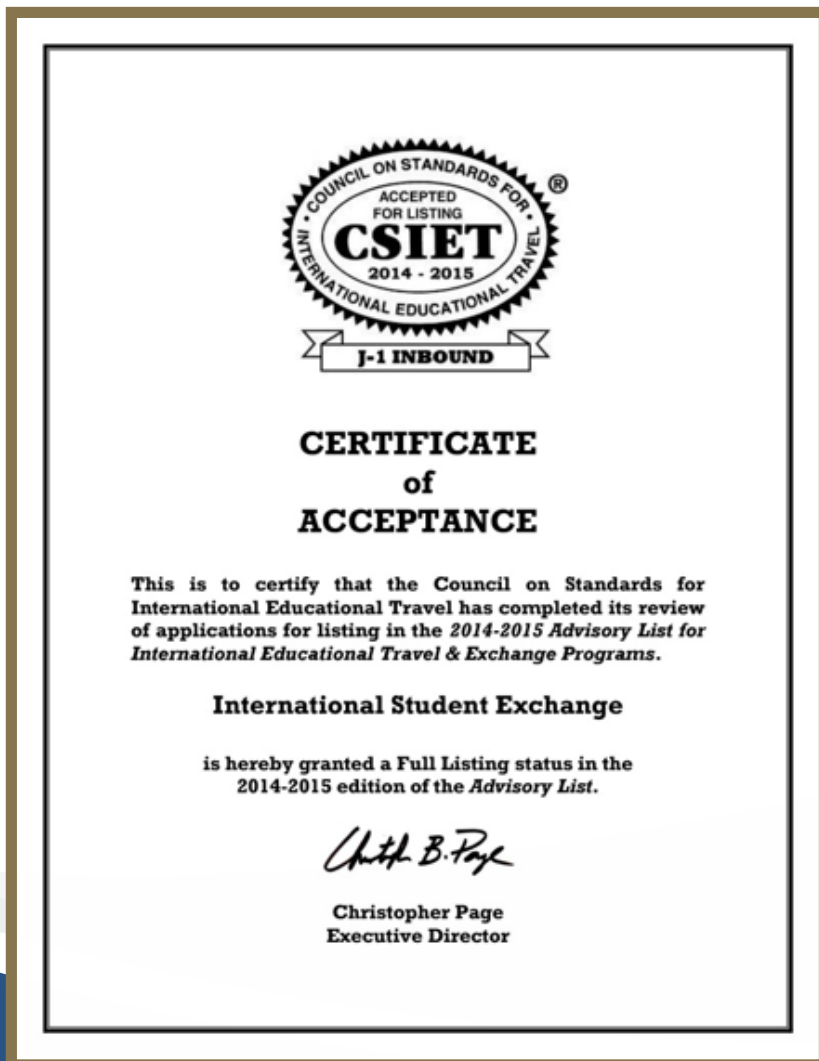 · COUNCIL ON STANDARDS FOR ·
INTERNATIONAL EDUCATIONAL TRAVEL
®
ACCEPTED
FOR LISTING
CSIET
2014 - 2015
J-1 INBOUND
CERTIFICATE
of
ACCEPTANCE
This is to certify that the Council on Standards for
International Educational Travel has completed its review
of applications for listing in the 2014-2015 Advisory List for
International Educational Travel & Exchange Programs.
International Student Exchange
is hereby granted a Full Listing status in the
2014-2015 edition of the Advisory List.
Christopher B. Page
Christopher Page
Executive Director